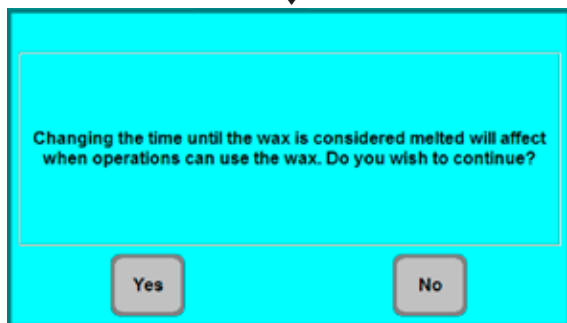 Changing the time until the wax is considered melted will affect
when operations can use the wax. Do you wish to continue?
Yes
No